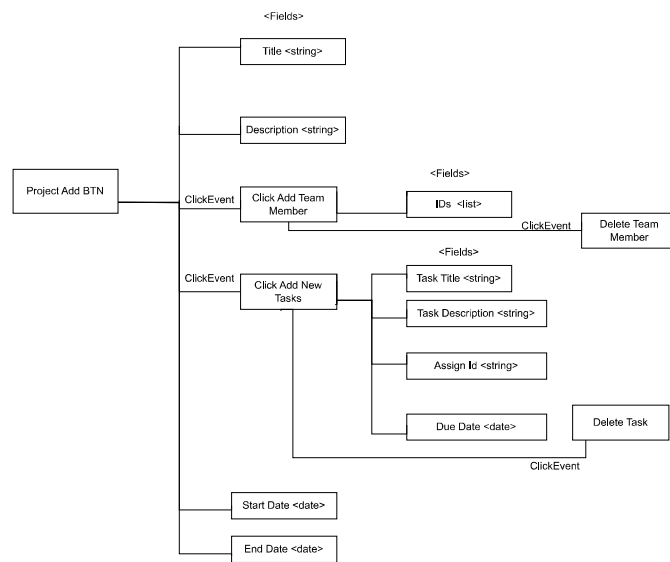 <Fields>
Title <string>
Description <string>
Project Add BTN
ClickEvent
Click Add Team
Member
<Fields>
IDs <list>
ClickEvent
Delete Team
Member
ClickEvent
Click Add New
Tasks
<Fields>
Task Title <string>
Task Description <string>
Assign Id <string>
Due Date <date>
Delete Task
ClickEvent
Start Date <date>
End Date <date>